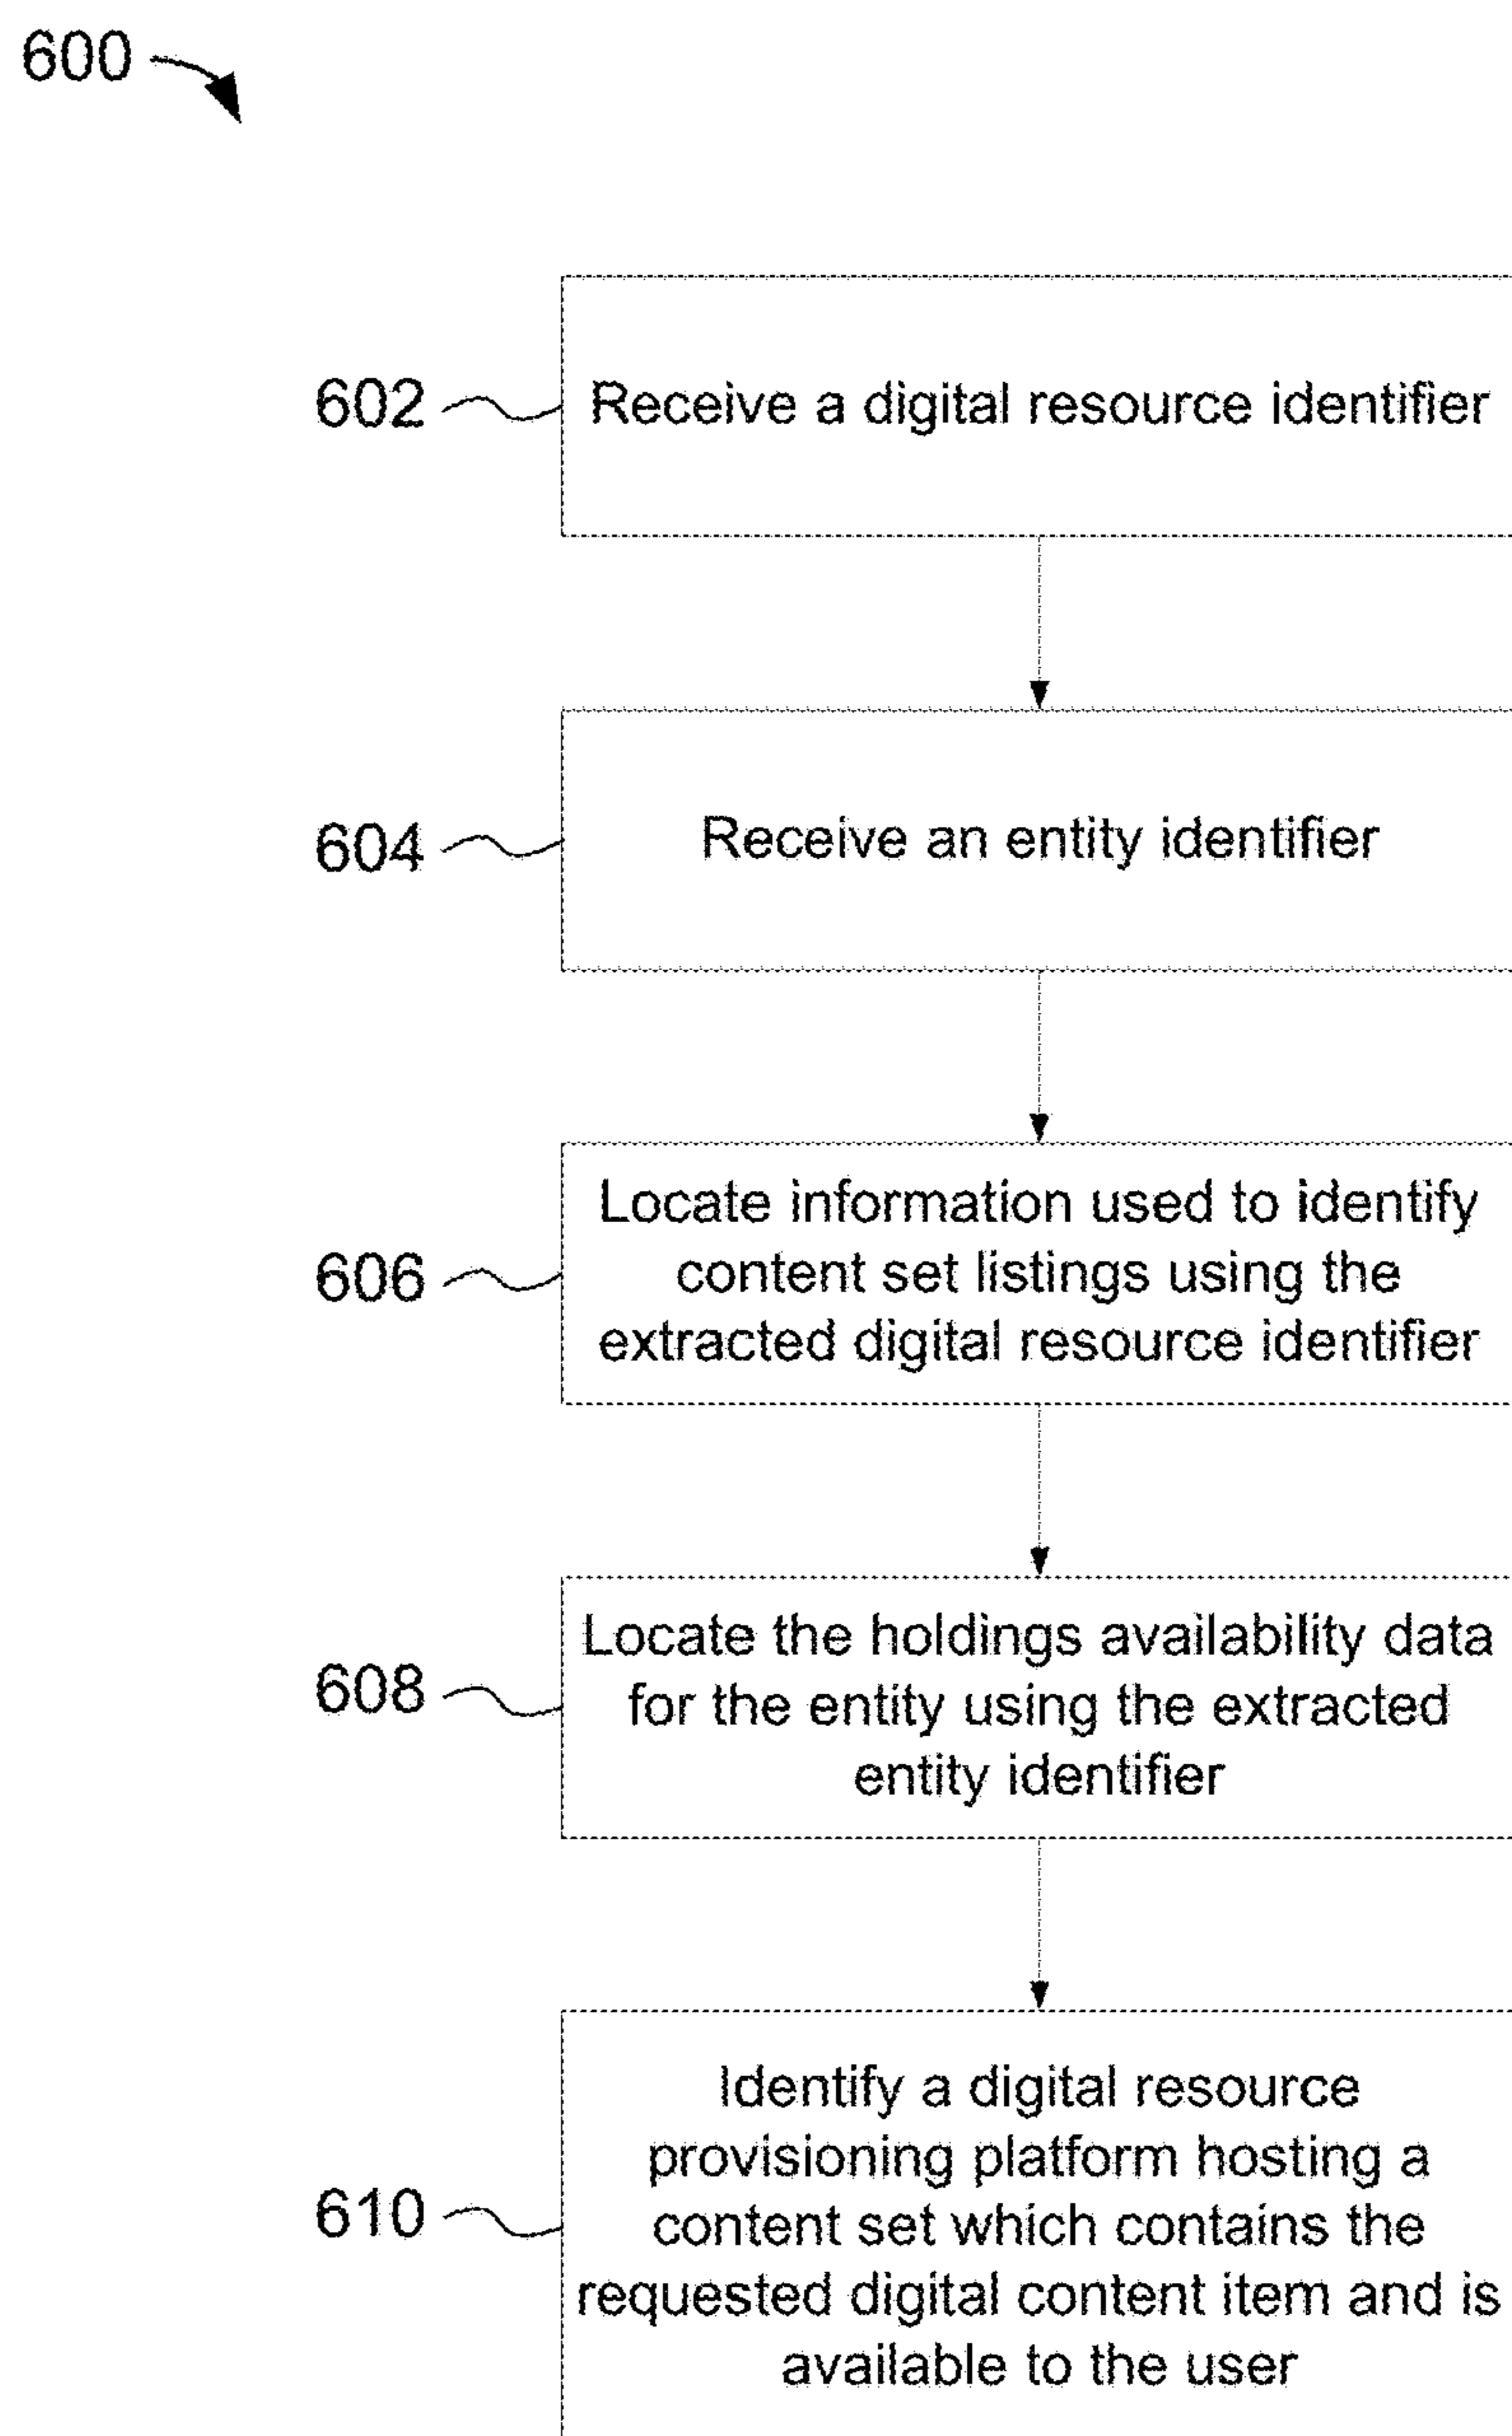 600
602
Receive a digital resource identifier
604
Receive an entity identifier
606
Locate information used to identify
content set listings using the
extracted digital resource identifier
608
Locate the holdings availability data
for the entity using the extracted
entity identifier
610
Identify a digital resource
provisioning platform hosting a
content set which contains the
requested digital content item and is
available to the user